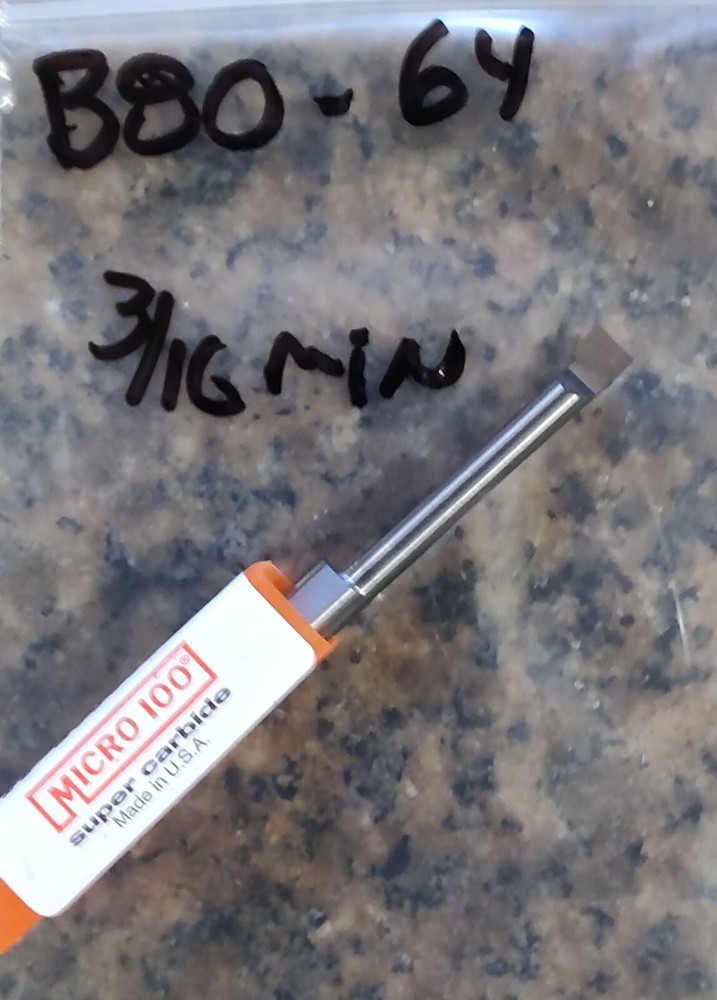 B80-64
3/16 MIN
MICRO 100®
super carbide
Made in U.S.A.